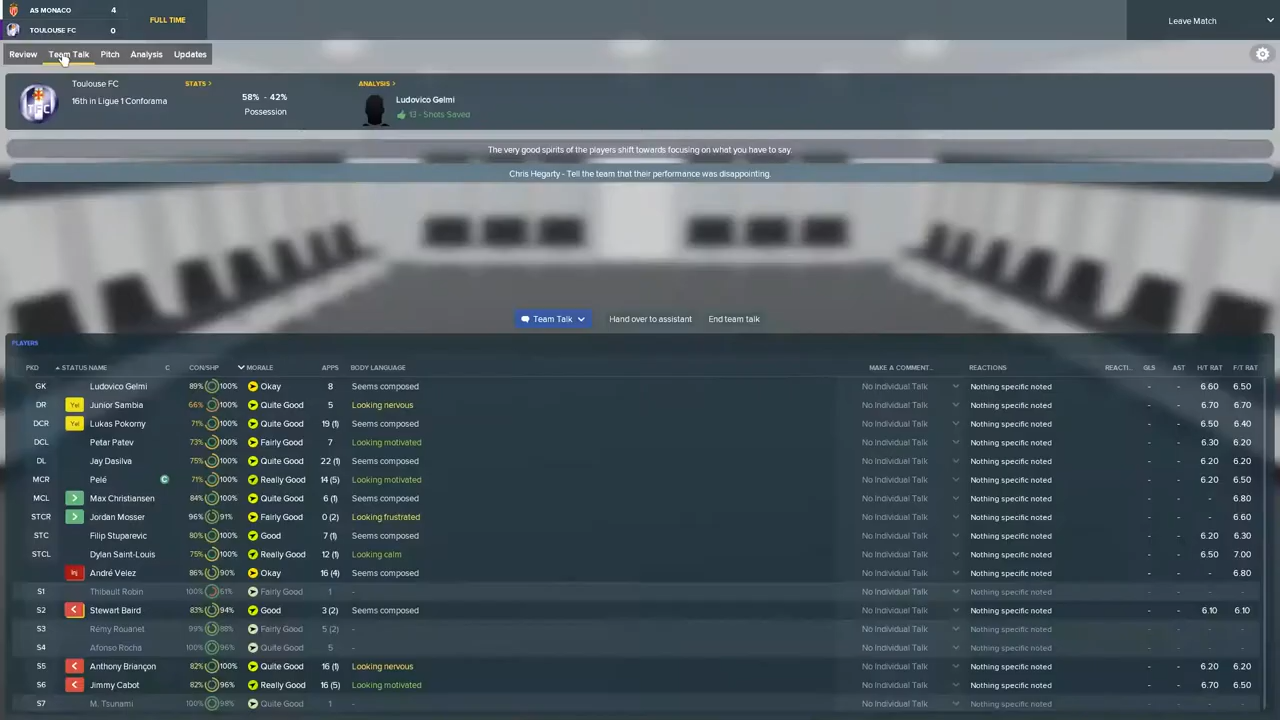 AS MONACO 4
TOULOUSE FC 0
FULL TIME
Leave Match
Review Team Talk Pitch Analysis Updates
Toulouse FC
16th in Ligue 1 Conforama
STATS >
58% - 42%
Possession
ANALYSIS >
Ludovico Gelmi
13 - Shots Saved
The very good spirits of the players shift towards focusing on what you have to say.
Chris Hegarty - Tell the team that their performance was disappointing.
Team Talk Hand over to assistant End team talk
PLAYERS
PKD STATUS NAME C CON/SHP MORALE APPS BODY LANGUAGE MAKE A COMMENT... REACTIONS REACTI... GLS AST H/T RAT F/T RAT
GK Ludovico Gelmi 89% 100% Okay 8 Seems composed No Individual Talk Nothing specific noted - - 6.60 6.50
DR Yel Junior Sambia 66% 100% Quite Good 5 Looking nervous No Individual Talk Nothing specific noted - - 6.70 6.70
DCR Yel Lukas Pokorny 71% 100% Quite Good 19 (1) Seems composed No Individual Talk Nothing specific noted - - 6.50 6.40
DCL Petar Patev 73% 100% Fairly Good 7 Looking motivated No Individual Talk Nothing specific noted - - 6.30 6.20
DL Jay Dasilva 75% 100% Quite Good 22 (1) Seems composed No Individual Talk Nothing specific noted - - 6.20 6.20
MCR Pelé C 71% 100% Really Good 14 (5) Looking motivated No Individual Talk Nothing specific noted - - 6.20 6.50
MCL Max Christiansen 84% 100% Quite Good 6 (1) Seems composed No Individual Talk Nothing specific noted - - - 6.80
STCR Jordan Mosser 96% 91% Fairly Good 0 (2) Looking frustrated No Individual Talk Nothing specific noted - - - 6.60
STC Filip Stuparevic 80% 100% Good 7 (1) Seems composed No Individual Talk Nothing specific noted - - 6.20 6.30
STCL Dylan Saint-Louis 75% 100% Really Good 12 (1) Looking calm No Individual Talk Nothing specific noted - - 6.50 7.00
Inj André Velez 86% 90% Okay 16 (4) Seems composed No Individual Talk Nothing specific noted - - - 6.80
S1 Thibault Robin 100% 61% Fairly Good 1 - No Individual Talk Nothing specific noted - - - -
S2 Stewart Baird 83% 94% Good 3 (2) Seems composed No Individual Talk Nothing specific noted - - 6.10 6.10
S3 Rémy Rouanet 99% 88% Fairly Good 5 (2) - No Individual Talk Nothing specific noted - - - -
S4 Afonso Rocha 100% 96% Quite Good 5 - No Individual Talk Nothing specific noted - - - -
S5 Anthony Briançon 82% 100% Quite Good 16 (1) Looking nervous No Individual Talk Nothing specific noted - - 6.20 6.20
S6 Jimmy Cabot 82% 96% Really Good 16 (5) Looking motivated No Individual Talk Nothing specific noted - - 6.70 6.50
S7 M. Tsunami 100% 98% Quite Good 1 - No Individual Talk Nothing specific noted - - - -